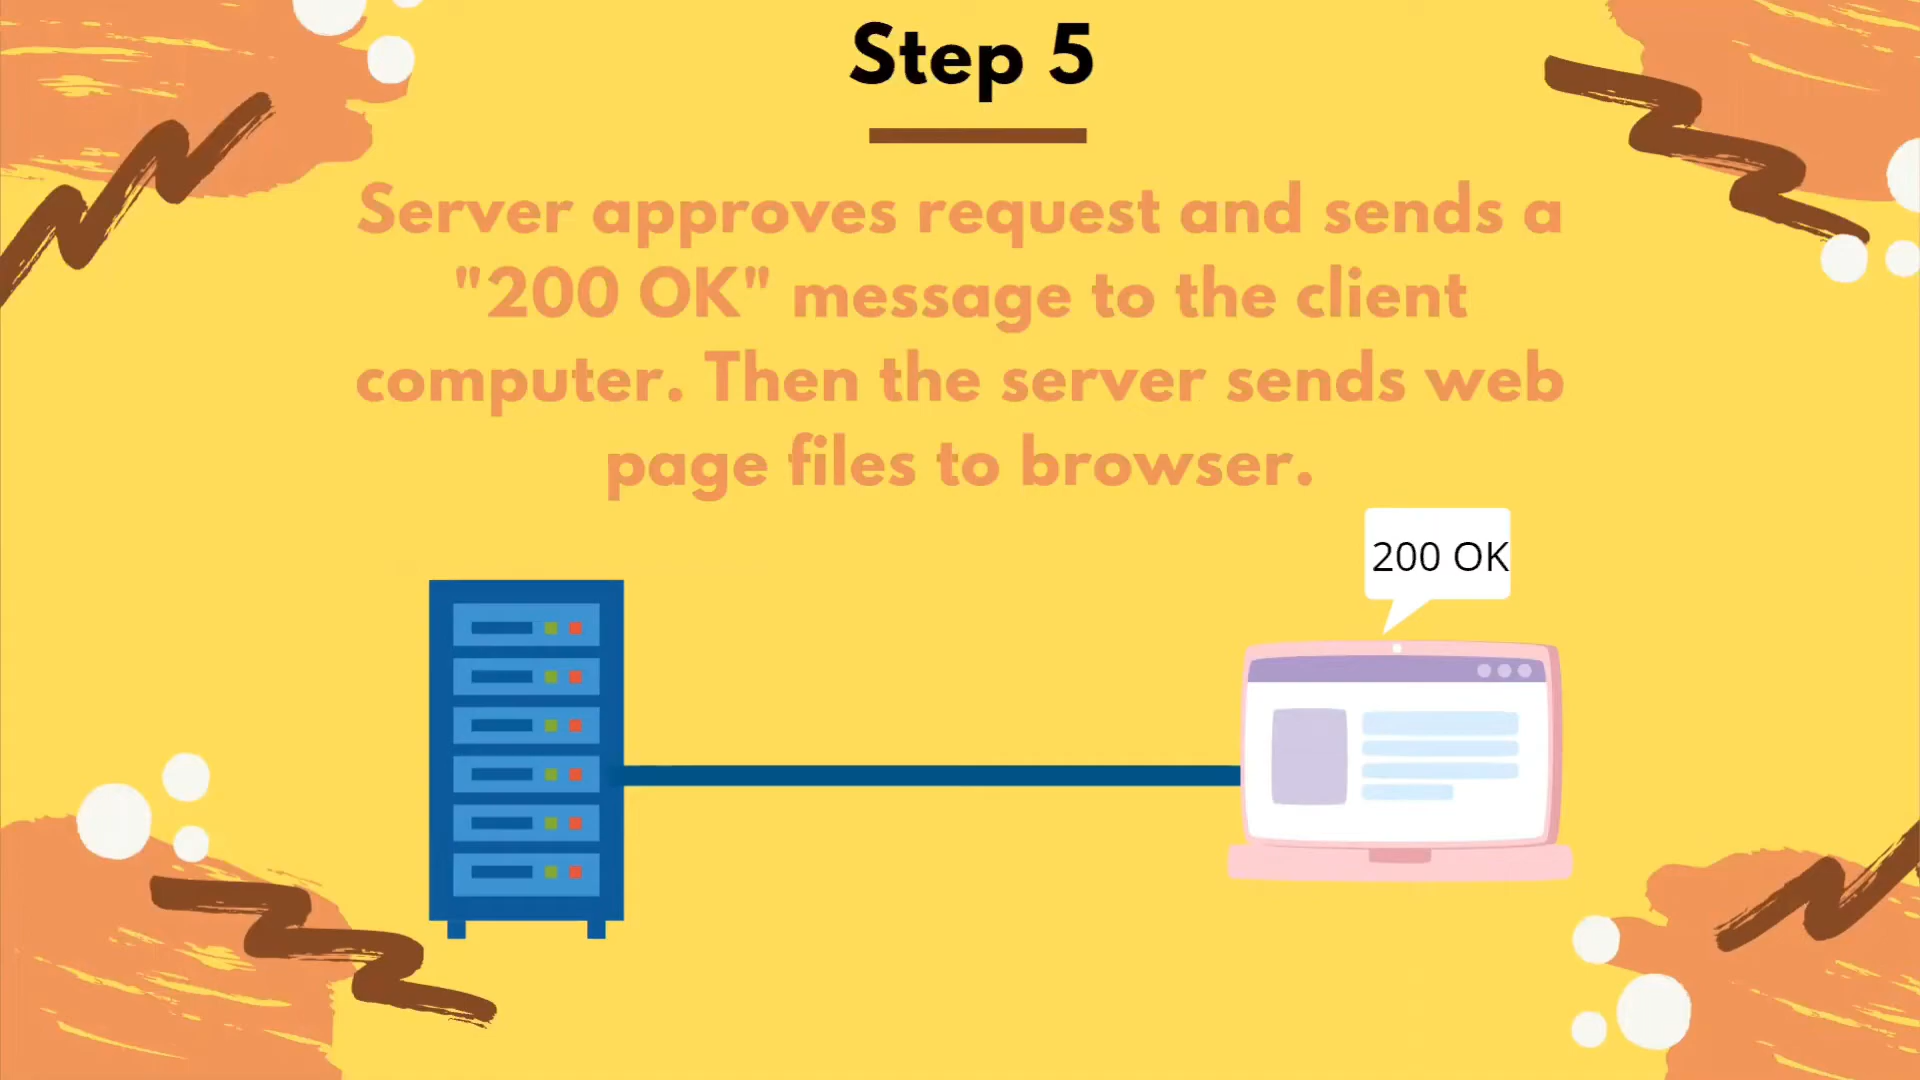 Step 5
Server approves request and sends a
"200 OK" message to the client
computer. Then the server sends web
page files to browser.
200 OK